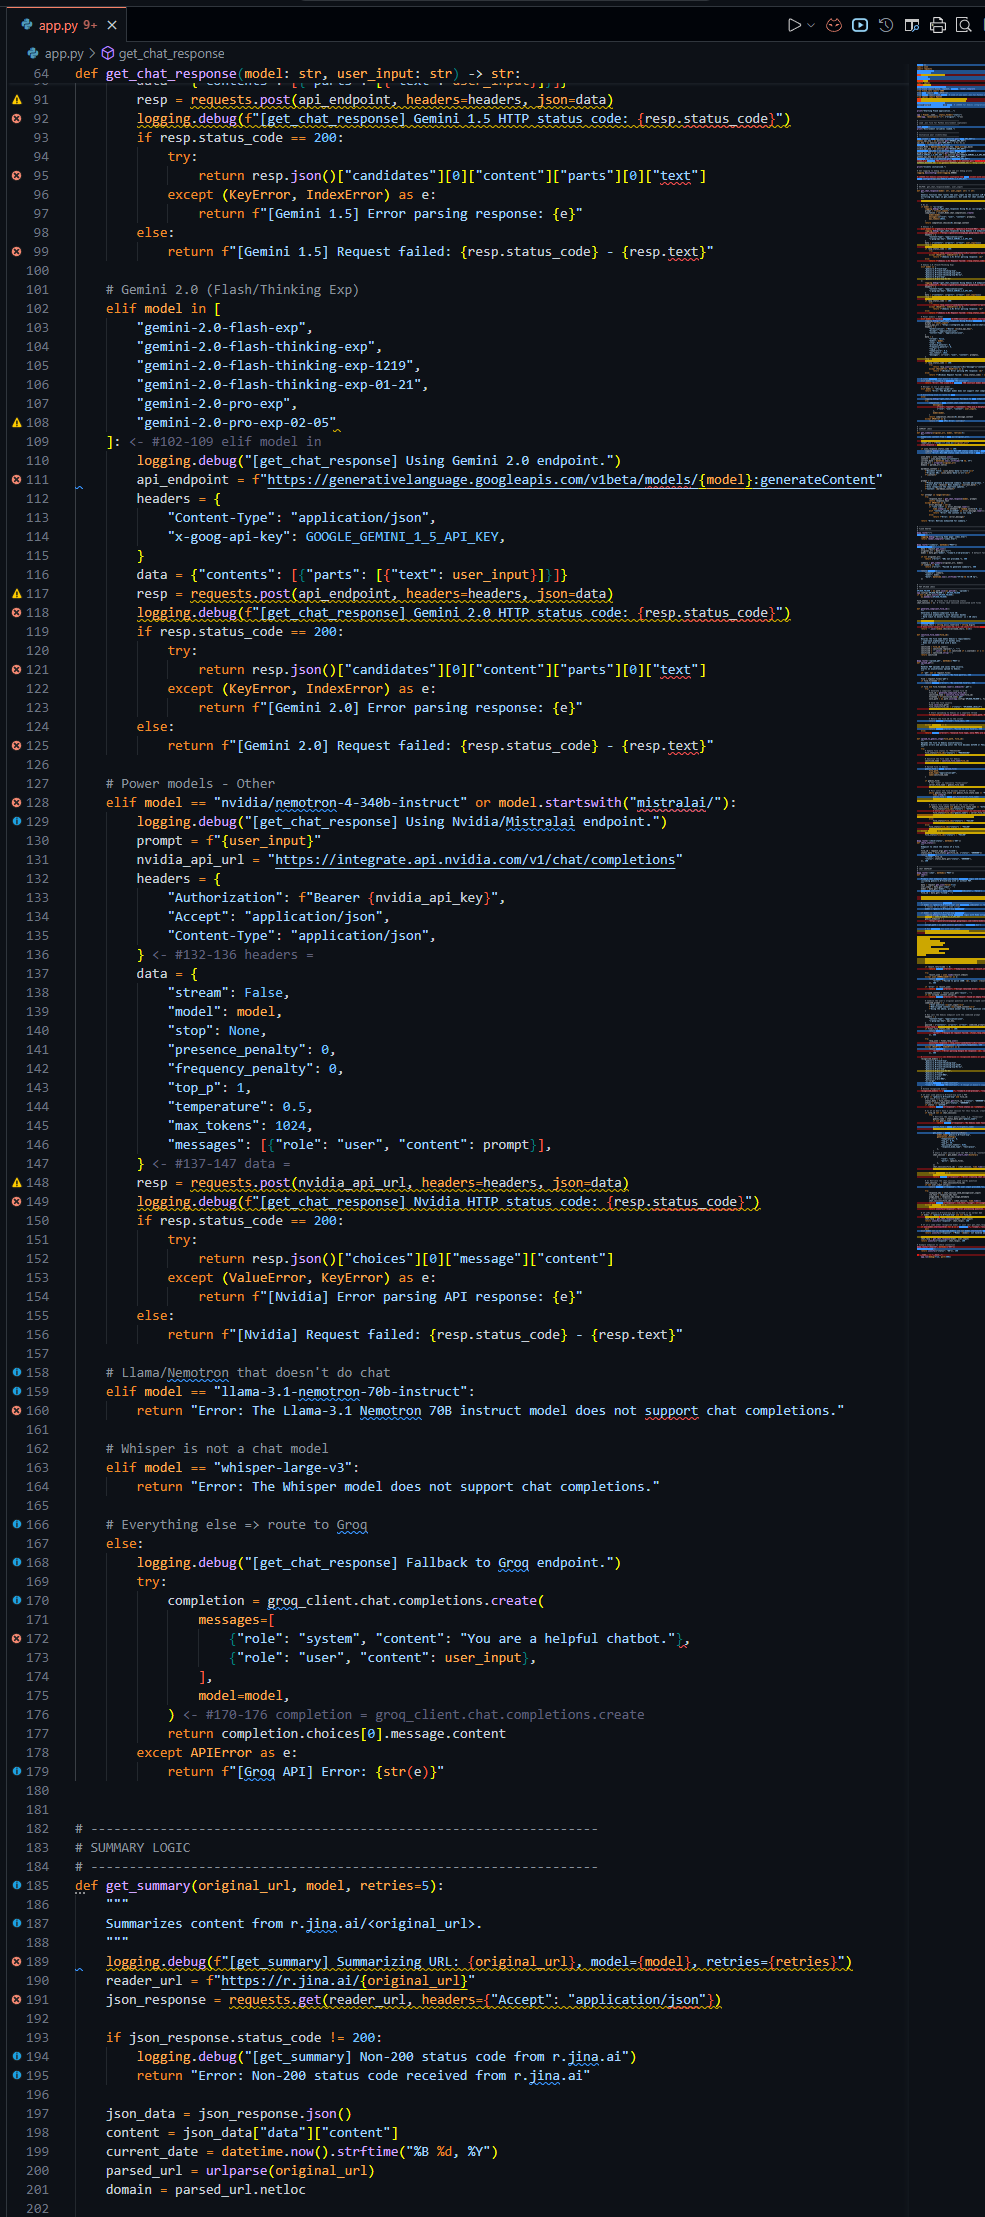 app.py 9+
app.py > get_chat_response
64 def get_chat_response(model: str, user_input: str) -> str:
91 resp = requests.post(api_endpoint, headers=headers, json=data)
92 logging.debug(f"[get_chat_response] Gemini 1.5 HTTP status code: {resp.status_code}")
93 if resp.status_code == 200:
94 try:
95 return resp.json()["candidates"][0]["content"]["parts"][0]["text"]
96 except (KeyError, IndexError) as e:
97 return f"[Gemini 1.5] Error parsing response: {e}"
98 else:
99 return f"[Gemini 1.5] Request failed: {resp.status_code} - {resp.text}"
100
101 # Gemini 2.0 (Flash/Thinking Exp)
102 elif model in [
103 "gemini-2.0-flash-exp",
104 "gemini-2.0-flash-thinking-exp",
105 "gemini-2.0-flash-thinking-exp-1219",
106 "gemini-2.0-flash-thinking-exp-01-21",
107 "gemini-2.0-pro-exp",
108 "gemini-2.0-pro-exp-02-05"
109 ]: <- #102-109 elif model in
110 logging.debug("[get_chat_response] Using Gemini 2.0 endpoint.")
111 api_endpoint = f"https://generativelanguage.googleapis.com/v1beta/models/{model}:generateContent"
112 headers = {
113 "Content-Type": "application/json",
114 "x-goog-api-key": GOOGLE_GEMINI_1_5_API_KEY,
115 }
116 data = {"contents": [{"parts": [{"text": user_input}]}]}
117 resp = requests.post(api_endpoint, headers=headers, json=data)
118 logging.debug(f"[get_chat_response] Gemini 2.0 HTTP status code: {resp.status_code}")
119 if resp.status_code == 200:
120 try:
121 return resp.json()["candidates"][0]["content"]["parts"][0]["text"]
122 except (KeyError, IndexError) as e:
123 return f"[Gemini 2.0] Error parsing response: {e}"
124 else:
125 return f"[Gemini 2.0] Request failed: {resp.status_code} - {resp.text}"
126
127 # Power models - Other
128 elif model == "nvidia/nemotron-4-340b-instruct" or model.startswith("mistralai/"):
129 logging.debug("[get_chat_response] Using Nvidia/Mistralai endpoint.")
130 prompt = f"{user_input}"
131 nvidia_api_url = "https://integrate.api.nvidia.com/v1/chat/completions"
132 headers = {
133 "Authorization": f"Bearer {nvidia_api_key}",
134 "Accept": "application/json",
135 "Content-Type": "application/json",
136 } <- #132-136 headers =
137 data = {
138 "stream": False,
139 "model": model,
140 "stop": None,
141 "presence_penalty": 0,
142 "frequency_penalty": 0,
143 "top_p": 1,
144 "temperature": 0.5,
145 "max_tokens": 1024,
146 "messages": [{"role": "user", "content": prompt}],
147 } <- #137-147 data =
148 resp = requests.post(nvidia_api_url, headers=headers, json=data)
149 logging.debug(f"[get_chat_response] Nvidia HTTP status code: {resp.status_code}")
150 if resp.status_code == 200:
151 try:
152 return resp.json()["choices"][0]["message"]["content"]
153 except (ValueError, KeyError) as e:
154 return f"[Nvidia] Error parsing API response: {e}"
155 else:
156 return f"[Nvidia] Request failed: {resp.status_code} - {resp.text}"
157
158 # Llama/Nemotron that doesn't do chat
159 elif model == "llama-3.1-nemotron-70b-instruct":
160 return "Error: The Llama-3.1 Nemotron 70B instruct model does not support chat completions."
161
162 # Whisper is not a chat model
163 elif model == "whisper-large-v3":
164 return "Error: The Whisper model does not support chat completions."
165
166 # Everything else => route to Groq
167 else:
168 logging.debug("[get_chat_response] Fallback to Groq endpoint.")
169 try:
170 completion = groq_client.chat.completions.create(
171 messages=[
172 {"role": "system", "content": "You are a helpful chatbot."},
173 {"role": "user", "content": user_input},
174 ],
175 model=model,
176 ) <- #170-176 completion = groq_client.chat.completions.create
177 return completion.choices[0].message.content
178 except APIError as e:
179 return f"[Groq API] Error: {str(e)}"
180
181
182 # ------------------------------------------------------------------
183 # SUMMARY LOGIC
184 # ------------------------------------------------------------------
185 def get_summary(original_url, model, retries=5):
186 """
187 Summarizes content from r.jina.ai/<original_url>.
188 """
189 logging.debug(f"[get_summary] Summarizing URL: {original_url}, model={model}, retries={retries}")
190 reader_url = f"https://r.jina.ai/{original_url}"
191 json_response = requests.get(reader_url, headers={"Accept": "application/json"})
192
193 if json_response.status_code != 200:
194 logging.debug("[get_summary] Non-200 status code from r.jina.ai")
195 return "Error: Non-200 status code received from r.jina.ai"
196
197 json_data = json_response.json()
198 content = json_data["data"]["content"]
199 current_date = datetime.now().strftime("%B %d, %Y")
200 parsed_url = urlparse(original_url)
201 domain = parsed_url.netloc
202